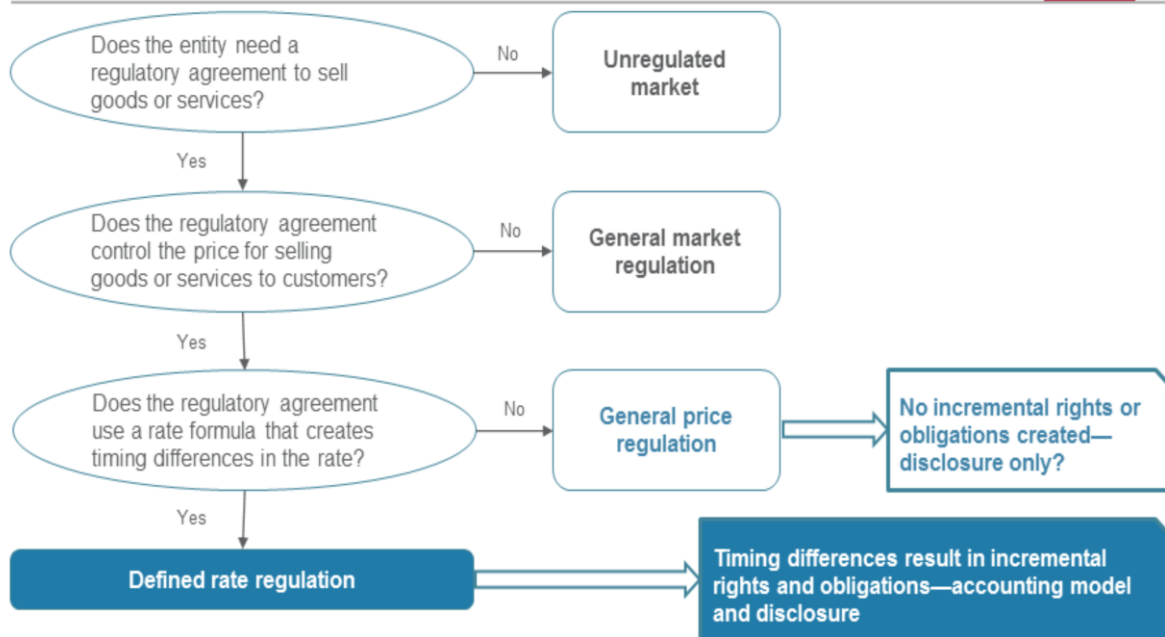 Does the entity need a
regulatory agreement to sell
goods or services?
No
Unregulated
market
Yes
Does the regulatory agreement
control the price for selling
goods or services to customers?
No
General market
regulation
Yes
Does the regulatory agreement
use a rate formula that creates
timing differences in the rate?
No
General price
regulation
No incremental rights or
obligations created—
disclosure only?
Yes
Defined rate regulation
Timing differences result in incremental
rights and obligations—accounting model
and disclosure